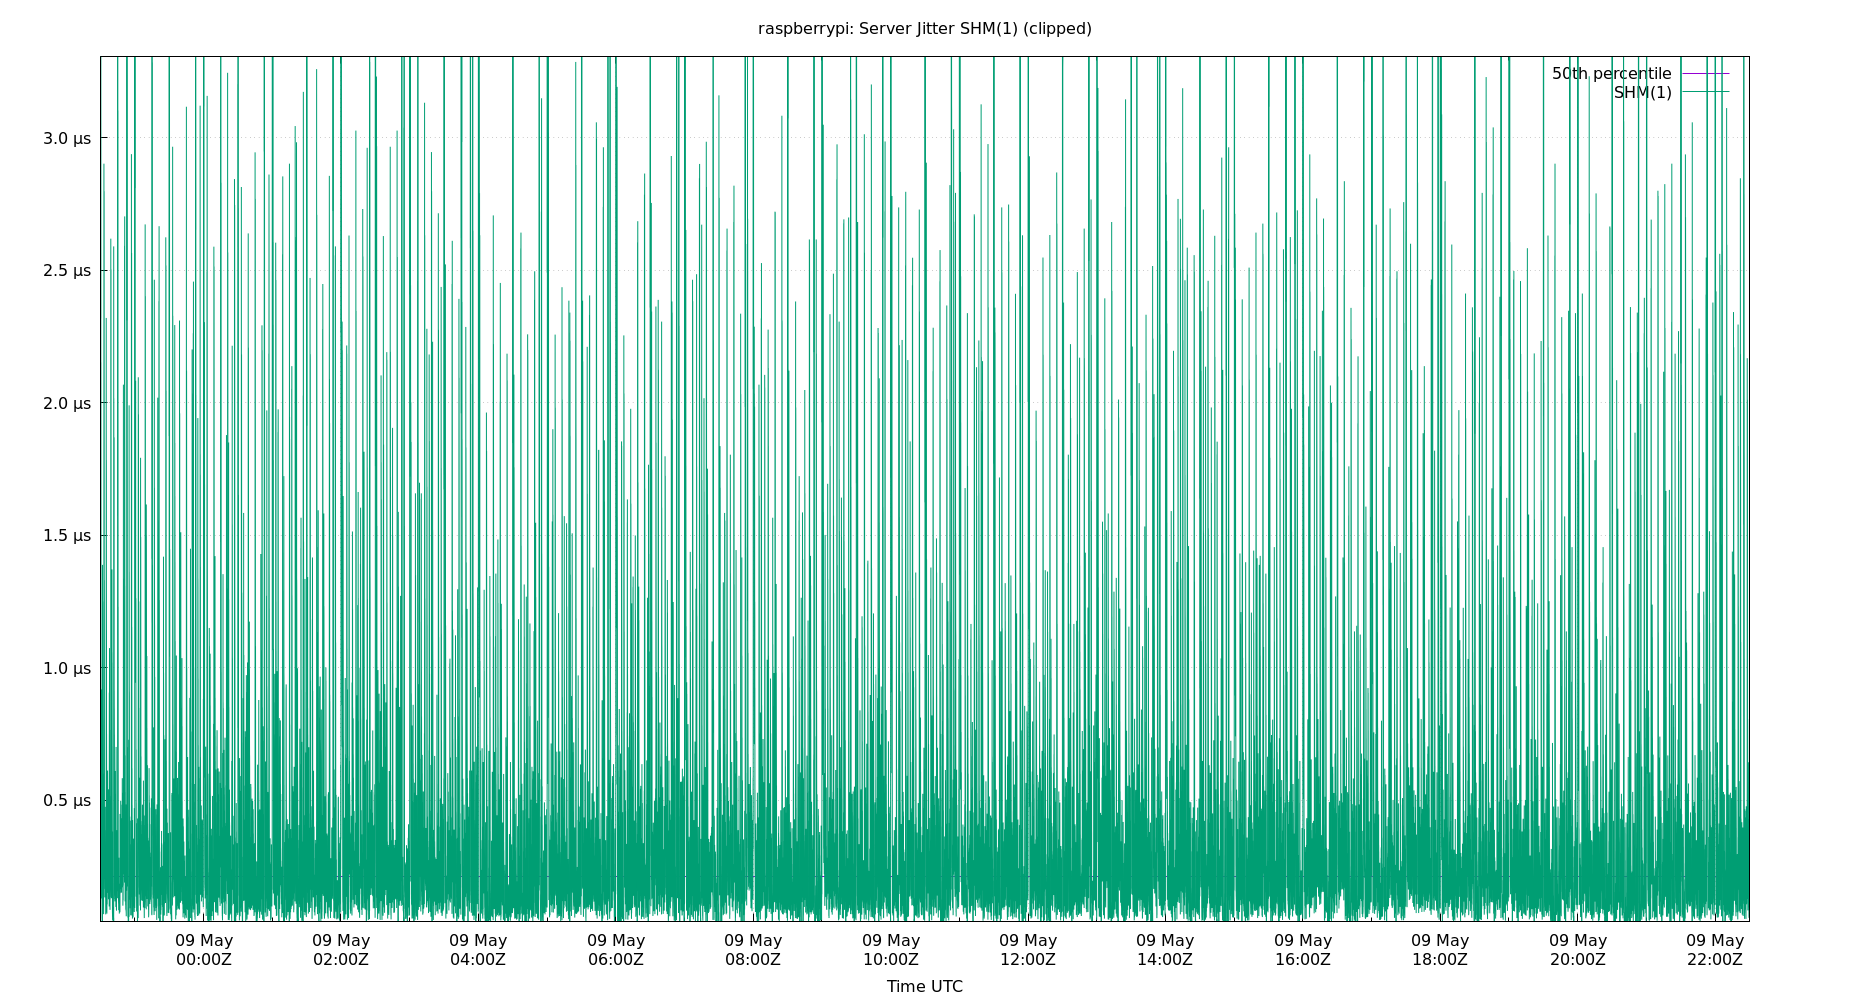 raspberrypi: Server Jitter SHM(1) (clipped)
50th percentile
SHM(1)
3.0 µs
2.5 µs
2.0 µs
1.5 µs
1.0 µs
0.5 µs
09 May 09 May 09 May 09 May 09 May 09 May 09 May 09 May 09 May 09 May 09 May 09 May
00:00Z 02:00Z 04:00Z 06:00Z 08:00Z 10:00Z 12:00Z 14:00Z 16:00Z 18:00Z 20:00Z 22:00Z
Time UTC